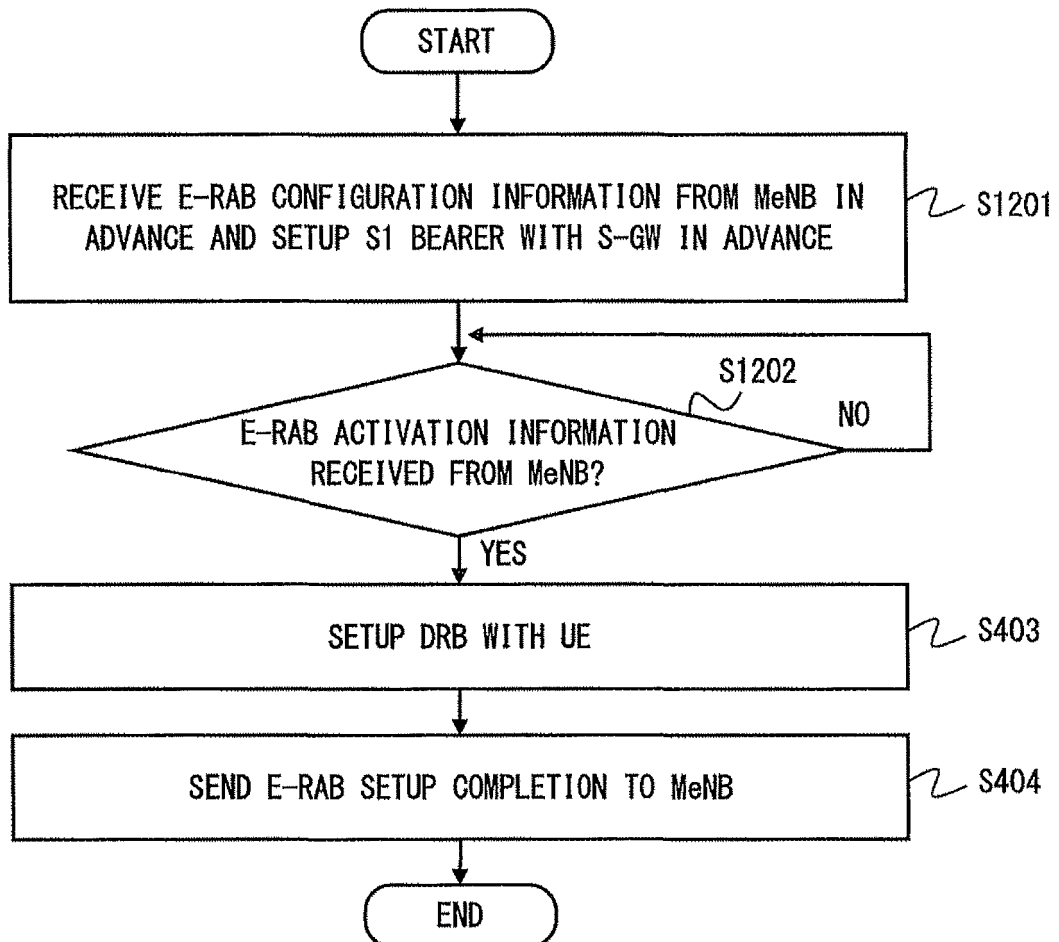 START
RECEIVE E-RAB CONFIGURATION INFORMATION FROM MeNB IN
ADVANCE AND SETUP S1 BEARER WITH S-GW IN ADVANCE
S1201
S1202
NO
E-RAB ACTIVATION INFORMATION
RECEIVED FROM MeNB?
YES
SETUP DRB WITH UE
S403
SEND E-RAB SETUP COMPLETION TO MeNB
S404
END